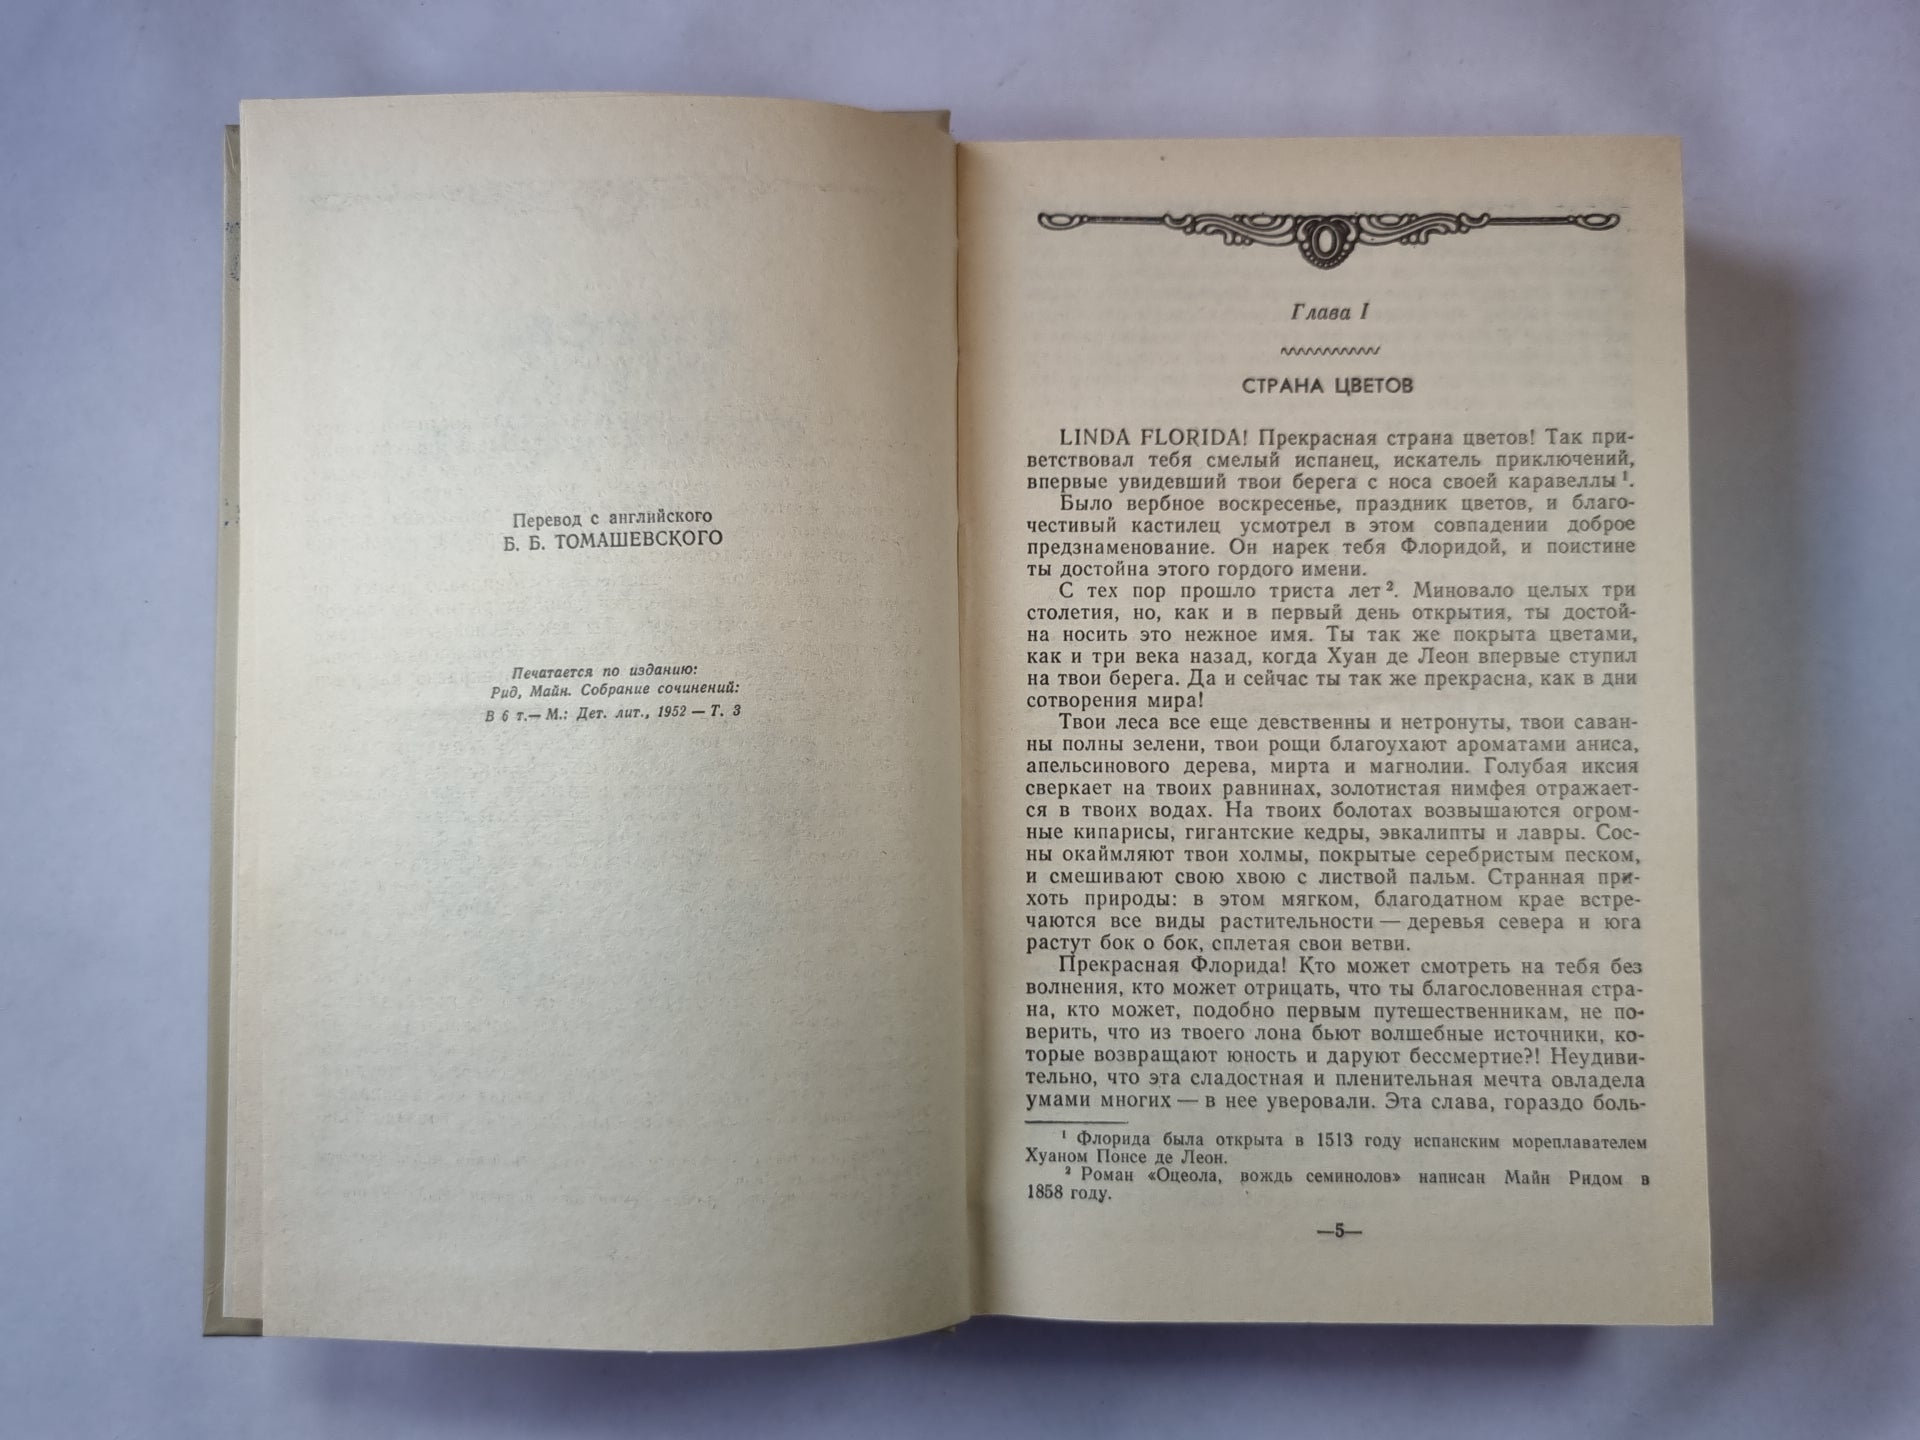 Перевод с английского
Б. Б. ТОМАШЕВСКОГО
Печатается по изданию:
Рид, Майн. Собрание сочинений:
В 6 т.— М.: Дет. лит., 1952 — Т. 3
Глава I
СТРАНА ЦВЕТОВ
LINDA FLORIDA! Прекрасная страна цветов! Так при-
ветствовал тебя смелый испанец, искатель приключений,
впервые увидевший твои берега с носа своей каравеллы ¹.
Было вербное воскресенье, праздник цветов, и благо-
честивый кастилец усмотрел в этом совпадении доброе
предзнаменование. Он нарек тебя Флоридой, и поистине
ты достойна этого гордого имени.
С тех пор прошло триста лет ². Миновало целых три
столетия, но, как и в первый день открытия, ты достой-
на носить это нежное имя. Ты так же покрыта цветами,
как и три века назад, когда Хуан де Леон впервые ступил
на твои берега. Да и сейчас ты так же прекрасна, как в дни
сотворения мира!
Твои леса все еще девственны и нетронуты, твои саван-
ны полны зелени, твои рощи благоухают ароматами аниса,
апельсинового дерева, мирта и магнолии. Голубая иксия
сверкает на твоих равнинах, золотистая нимфея отражает-
ся в твоих водах. На твоих болотах возвышаются огром-
ные кипарисы, гигантские кедры, эвкалипты и лавры. Сос-
ны окаймляют твои холмы, покрытые серебристым песком,
и смешивают свою хвою с листвой пальм. Странная при-
хоть природы: в этом мягком, благодатном крае встре-
чаются все виды растительности — деревья севера и юга
растут бок о бок, сплетая свои ветви.
Прекрасная Флорида! Кто может смотреть на тебя без
волнения, кто может отрицать, что ты благословенная стра-
на, кто может, подобно первым путешественникам, не по-
верить, что из твоего лона бьют волшебные источники, ко-
торые возвращают юность и даруют бессмертие?! Неудиви-
тельно, что эта сладостная и пленительная мечта овладела
умами многих — в нее уверовали. Эта слава, гораздо боль-
¹ Флорида была открыта в 1513 году испанским мореплавателем
Хуаном Понсе де Леон.
² Роман «Оцеола, вождь семинолов» написан Майн Ридом в
1858 году.
—5—